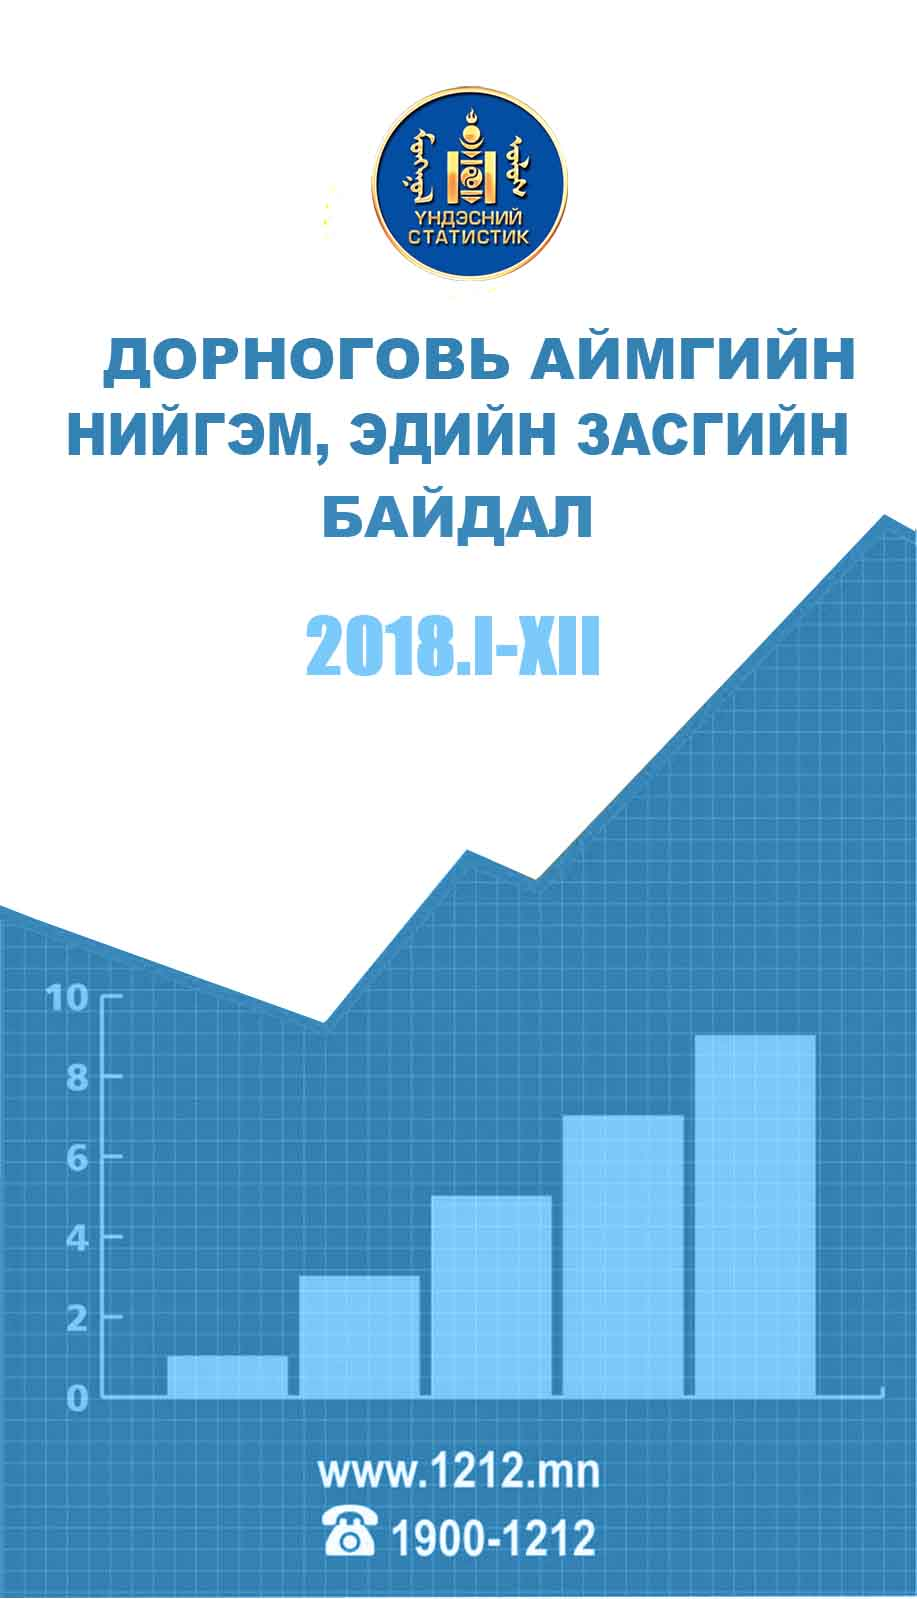 ҮНДЭСНИЙ
СТАТИСТИК
ДОРНОГОВЬ АЙМГИЙН
НИЙГЭМ, ЭДИЙН ЗАСГИЙН
БАЙДАЛ
2018.I-XII
10
8
6
4
2
0
www.1212.mn
1900-1212